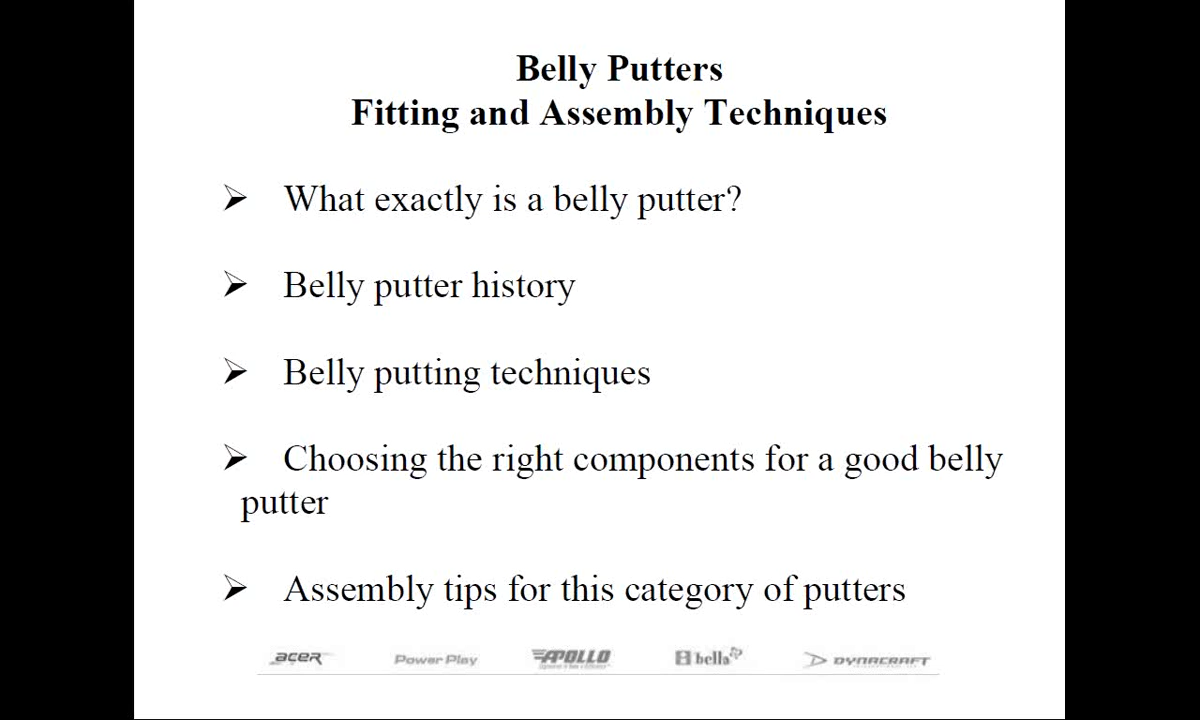 Belly Putters
Fitting and Assembly Techniques
➢ What exactly is a belly putter?
➢ Belly putter history
➢ Belly putting techniques
➢ Choosing the right components for a good belly
putter
➢ Assembly tips for this category of putters
acer Power Play APOLLO bella DYNACRAFT